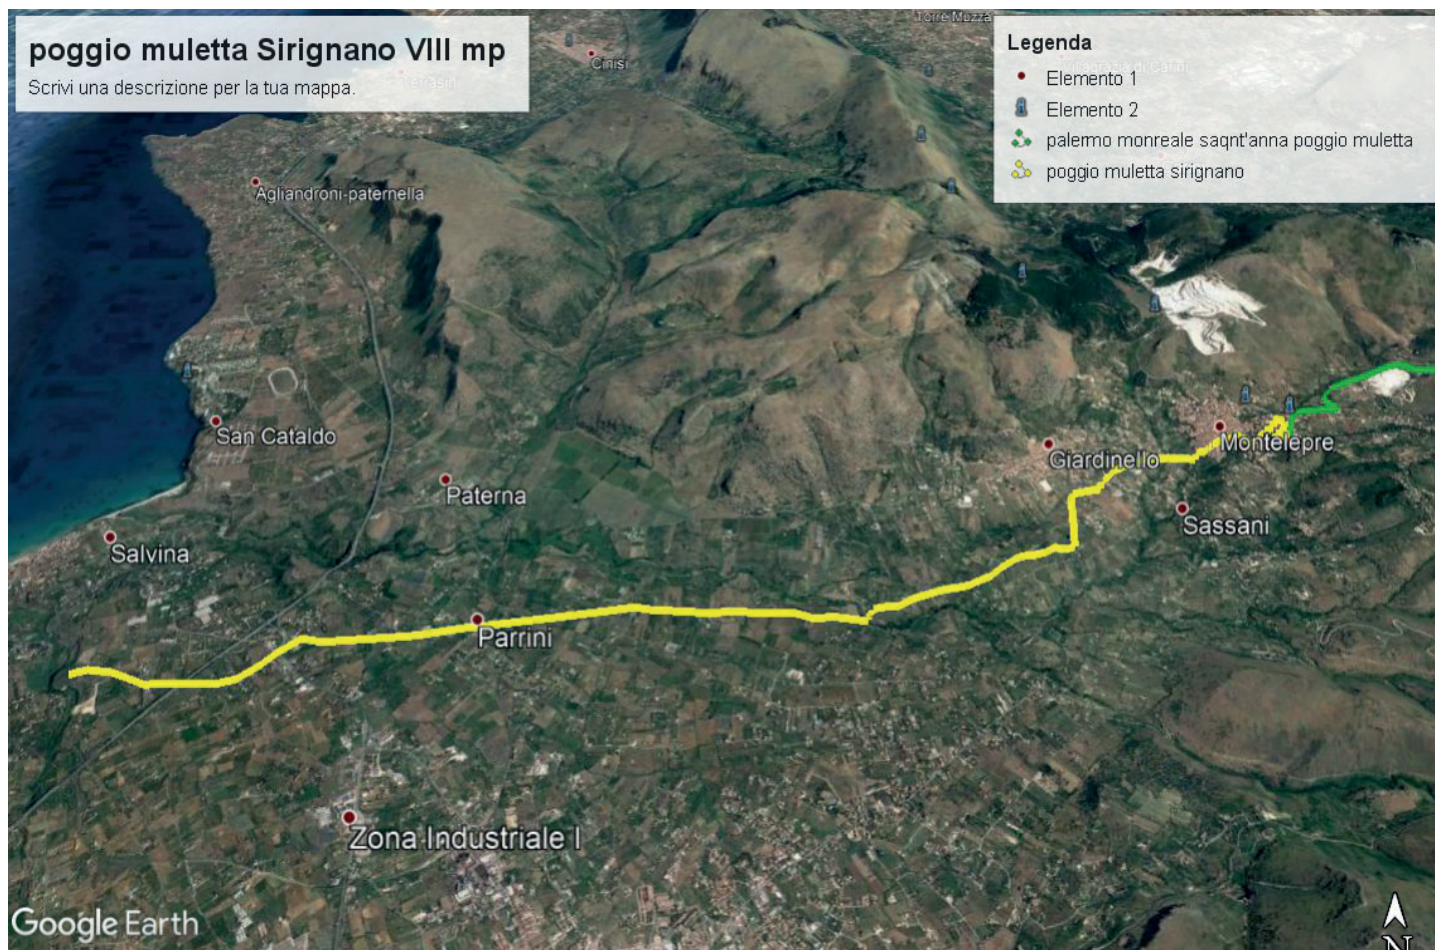 poggio muletta Sirignano VIII mp
Scrivi una descrizione per la tua mappa.
Torre Muzza
Cinisi
Legenda
Elemento 1
Elemento 2
palermo monreale saqnt'anna poggio muletta
poggio muletta sirignano
Agliandroni-paternella
San Cataldo
Montelepre
Giardinello
Paterna
Sassani
Salvina
Parrini
Zona Industriale I
Google Earth
N